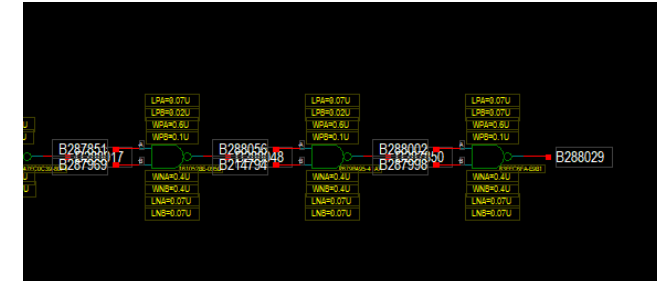 LPA=0.07U
LPB=0.02U
WPA=0.6U
WPB=0.1U
B287851
B287969
WNA=0.4U
WNB=0.4U
LNA=0.07U
LNB=0.07U
LPA=0.07U
LPB=0.02U
WPA=0.6U
WPB=0.1U
B288056
B214794
WNA=0.4U
WNB=0.4U
LNA=0.07U
LNB=0.07U
LPA=0.07U
LPB=0.07U
WPA=0.6U
WPB=0.1U
B288002
B287998
B288029
WNA=0.4U
WNB=0.4U
LNA=0.07U
LNB=0.07U